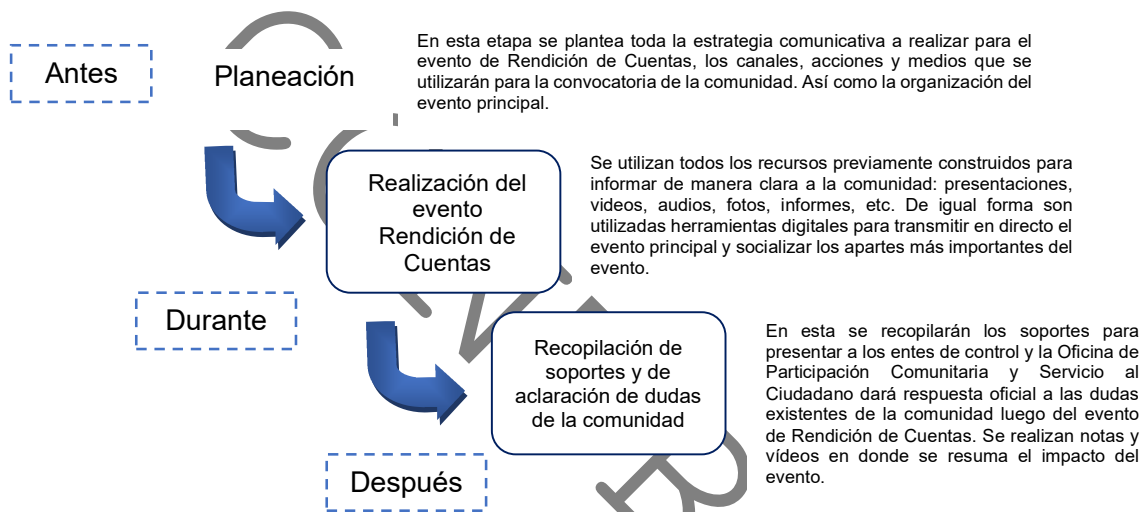 Antes
Planeación
En esta etapa se plantea toda la estrategia comunicativa a realizar para el
evento de Rendición de Cuentas, los canales, acciones y medios que se
utilizarán para la convocatoria de la comunidad. Así como la organización del
evento principal.
Realización del
evento
Rendición de
Cuentas
Se utilizan todos los recursos previamente construidos para
informar de manera clara a la comunidad: presentaciones,
videos, audios, fotos, informes, etc. De igual forma son
utilizadas herramientas digitales para transmitir en directo el
evento principal y socializar los apartes más importantes del
evento.
Durante
Recopilación de
soportes y de
aclaración de dudas
de la comunidad
En esta se recopilarán los soportes para
presentar a los entes de control y la Oficina de
Participación Comunitaria y Servicio al
Ciudadano dará respuesta oficial a las dudas
existentes de la comunidad luego del evento
de Rendición de Cuentas. Se realizan notas y
vídeos en donde se resuma el impacto del
evento.
Después